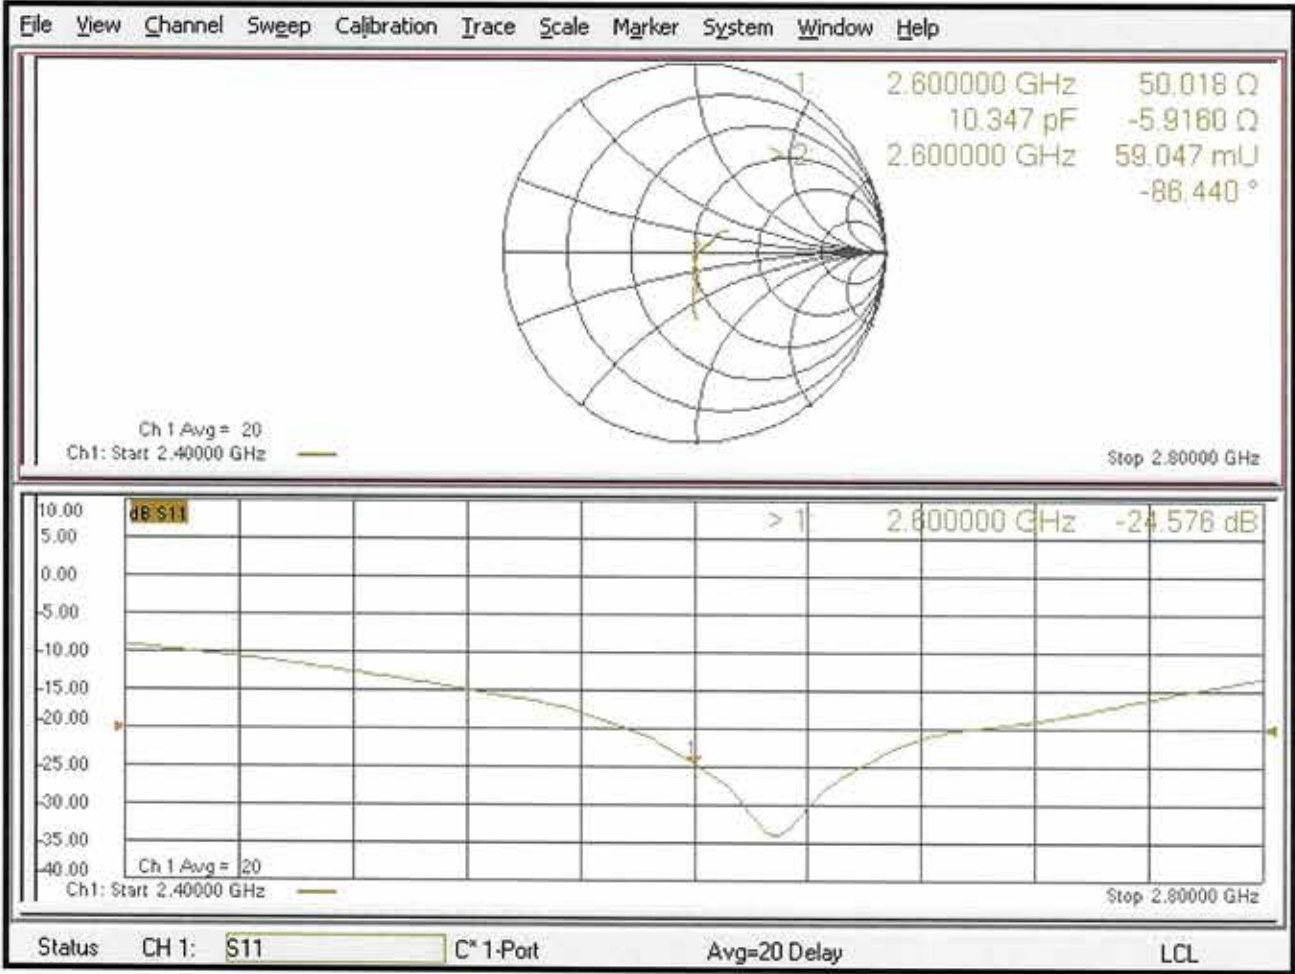 File View Channel Sweep Calibration Trace Scale Marker System Window Help
1: 2.600000 GHz 50.018 Ω
10.347 pF -5.9160 Ω
> 2: 2.600000 GHz 59.047 mU
-86.440 °
Ch 1 Avg = 20
Ch1: Start 2.40000 GHz
Stop 2.80000 GHz
10.00
dB S11
> 1: 2.600000 GHz -24.576 dB
5.00
0.00
-5.00
-10.00
-15.00
-20.00
1
-25.00
-30.00
-35.00
-40.00
Ch 1 Avg = 20
Ch1: Start 2.40000 GHz
Stop 2.80000 GHz
Status CH 1: S11 C* 1-Port Avg=20 Delay LCL